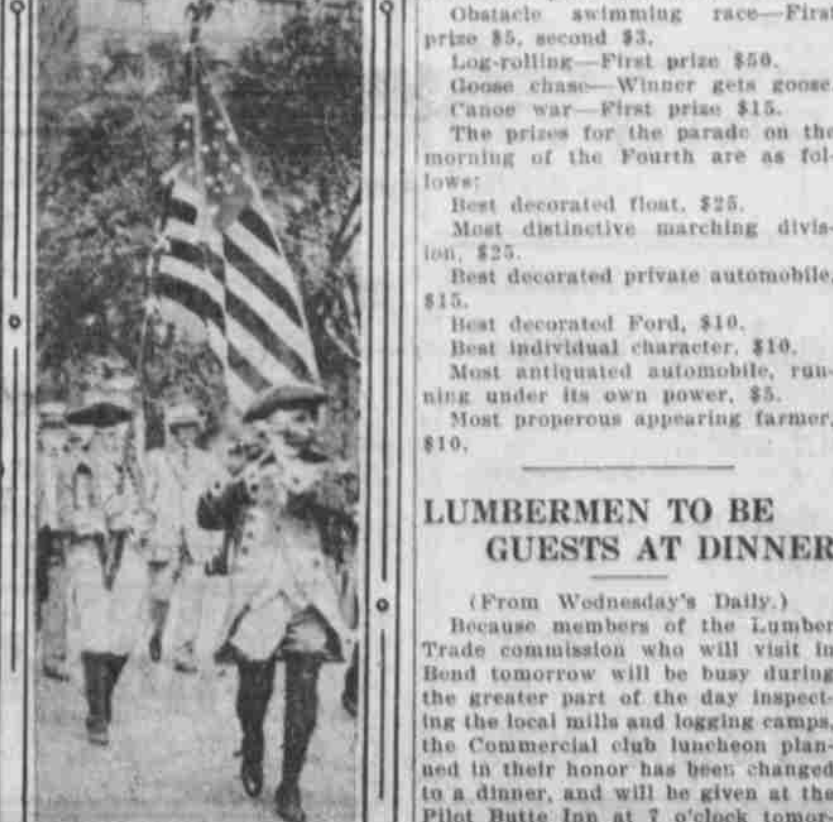 Obstacle swimming race—First
prize $5, second $3.
Log-rolling—First prize $50.
Goose chase—Winner gets goose.
Canoe war—First prize $15.
The prizes for the parade on the
morning of the Fourth are as fol-
lows:
Best decorated float, $25.
Most distinctive marching divis-
ion, $25.
Best decorated private automobile,
$15.
Best decorated Ford, $10.
Best individual character, $10.
Most antiquated automobile, run-
ning under its own power, $5.
Most properous appearing farmer,
$10.
LUMBERMEN TO BE
GUESTS AT DINNER
(From Wednesday's Daily.)
Because members of the Lumber
Trade commission who will visit in
Bend tomorrow will be busy during
the greater part of the day inspect-
ing the local mills and logging camps,
the Commercial club luncheon plan-
ned in their honor has been changed
to a dinner, and will be given at the
Pilot Butte Inn at 7 o'clock tomor-